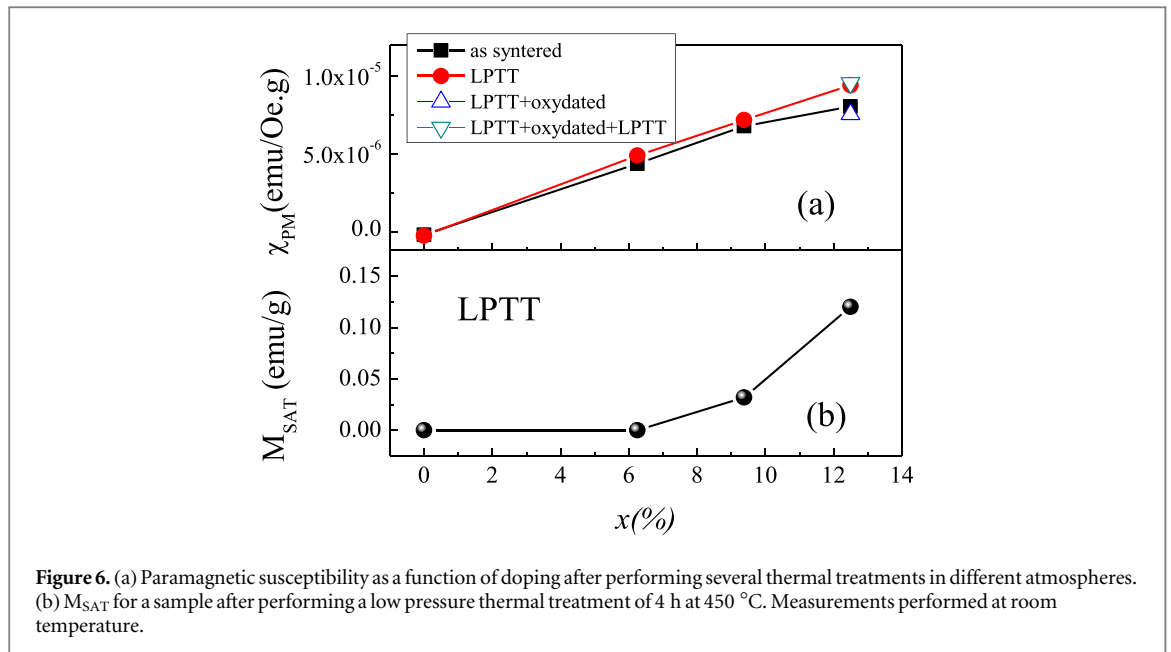 as syntered
LPTT
LPTT+oxydated
LPTT+oxydated+LPTT
1.0x10⁻⁵
5.0x10⁻⁶
0.0
χPM(emu/Oe.g)
(a)
0.15
0.10
0.05
0.00
MSAT (emu/g)
LPTT
(b)
0 2 4 6 8 10 12 14
x(%)
Figure 6. (a) Paramagnetic susceptibility as a function of doping after performing several thermal treatments in different atmospheres.
(b) MSAT for a sample after performing a low pressure thermal treatment of 4 h at 450 °C. Measurements performed at room
temperature.